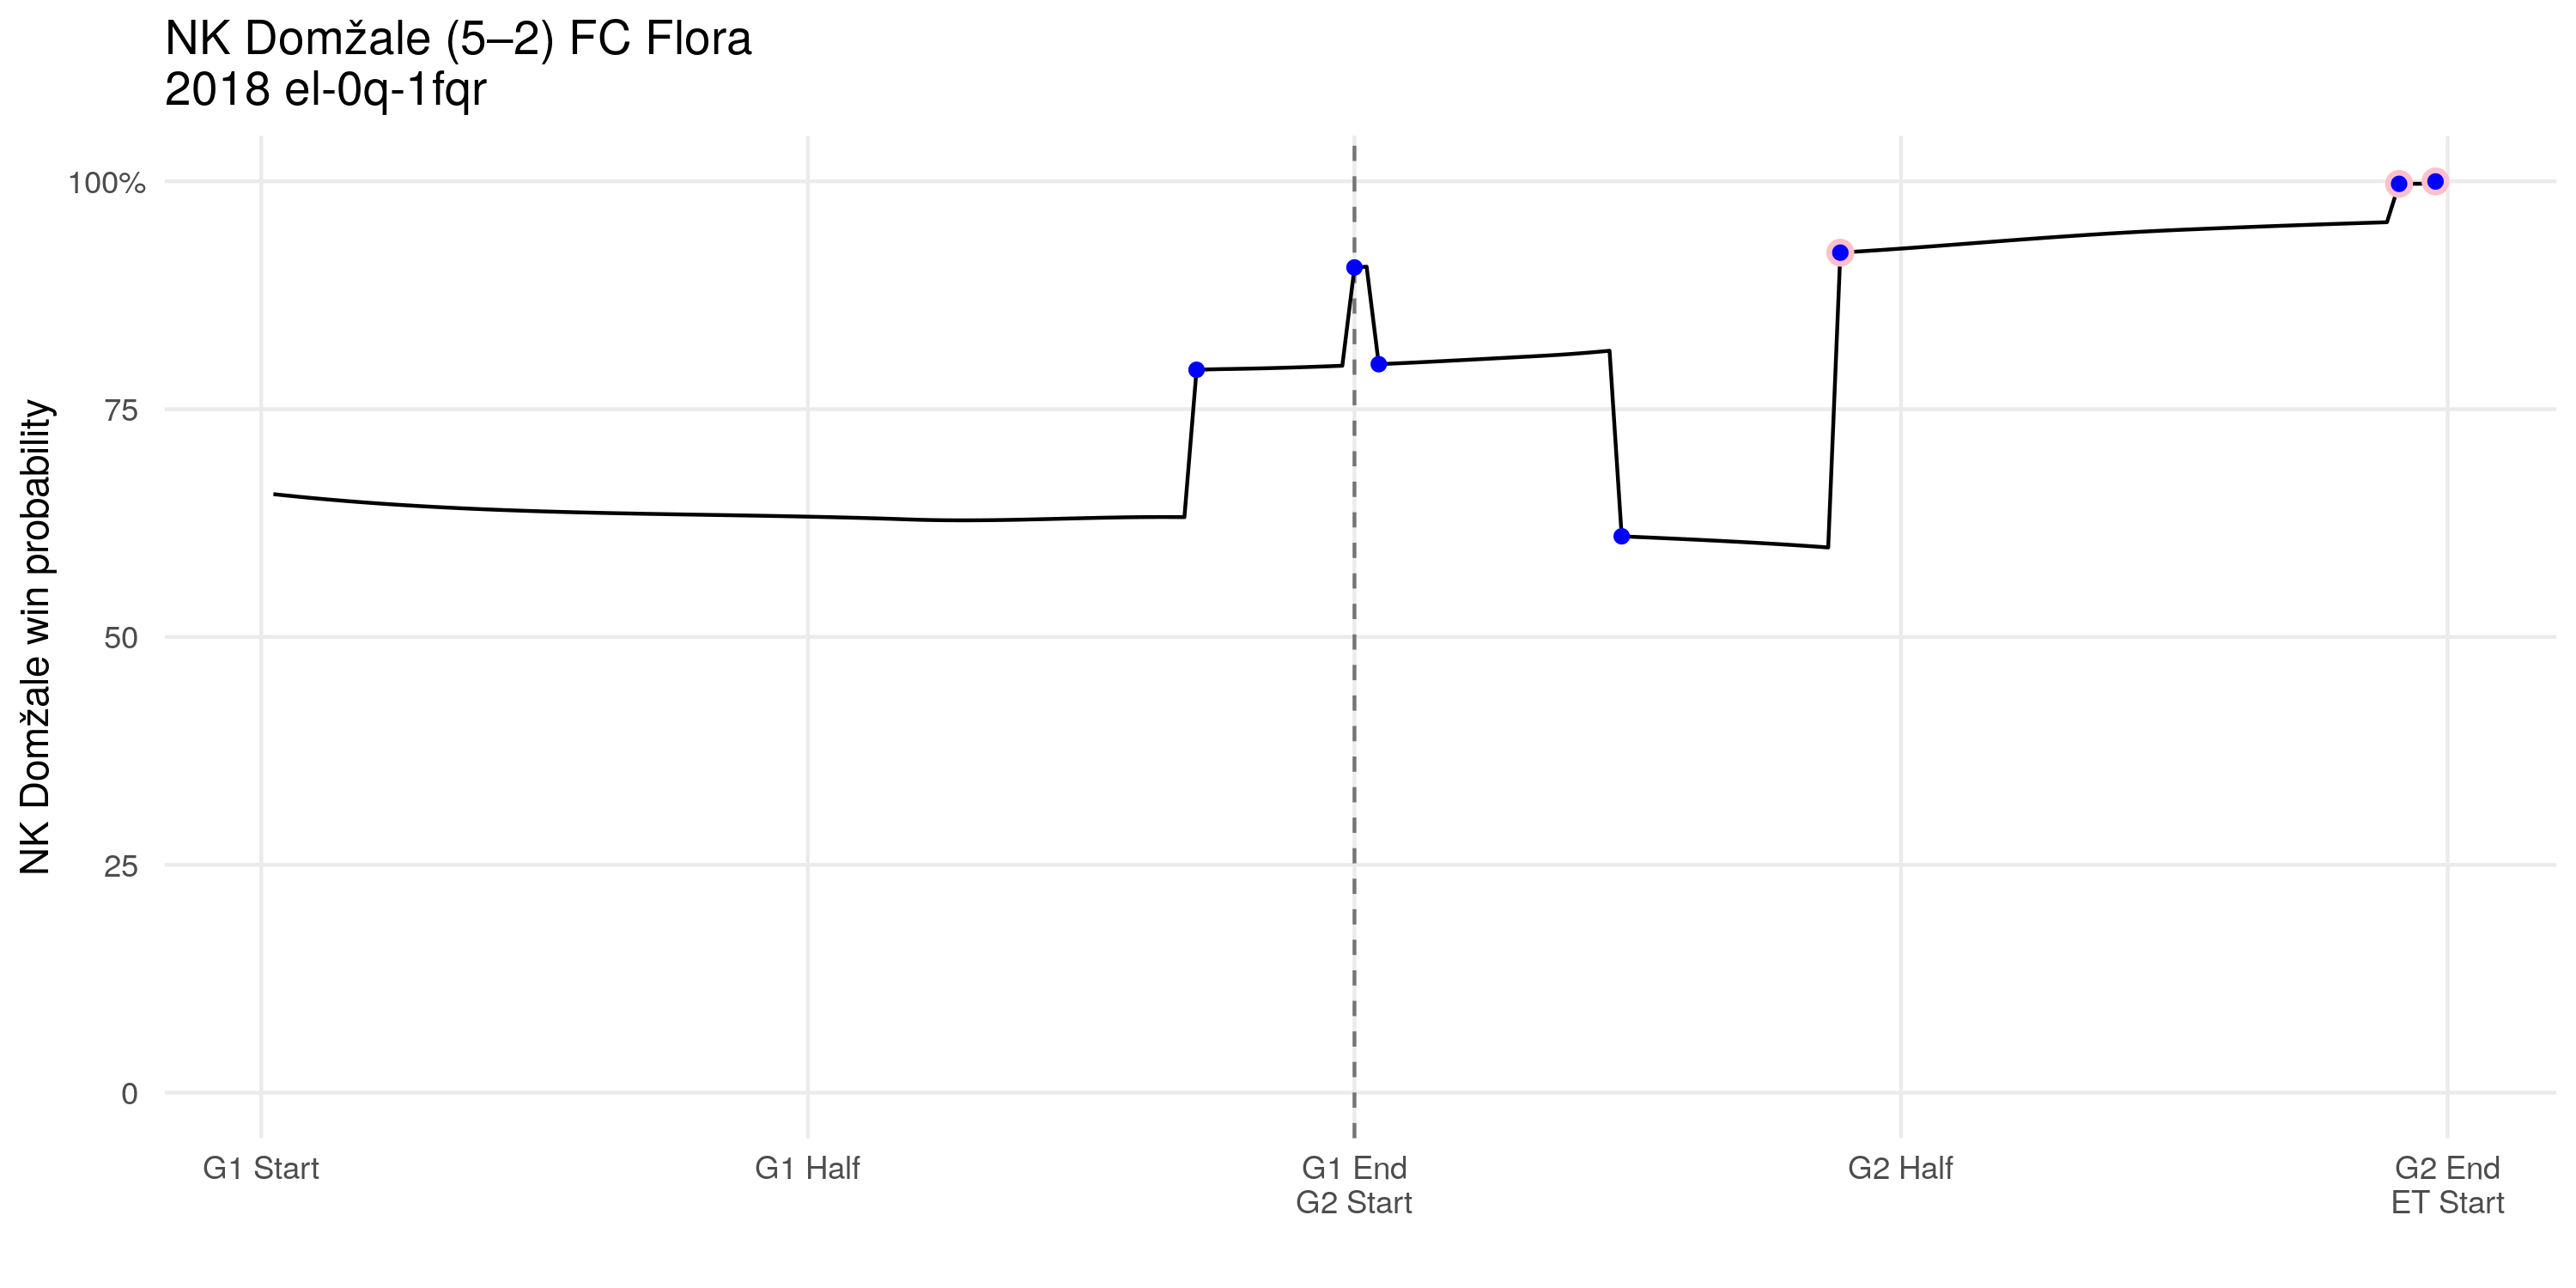 NK Domžale (5–2) FC Flora
2018 el-0q-1fqr
NK Domžale win probability
100%
75
50
25
0
G1 Start
G1 Half
G1 End
G2 Start
G2 Half
G2 End
ET Start